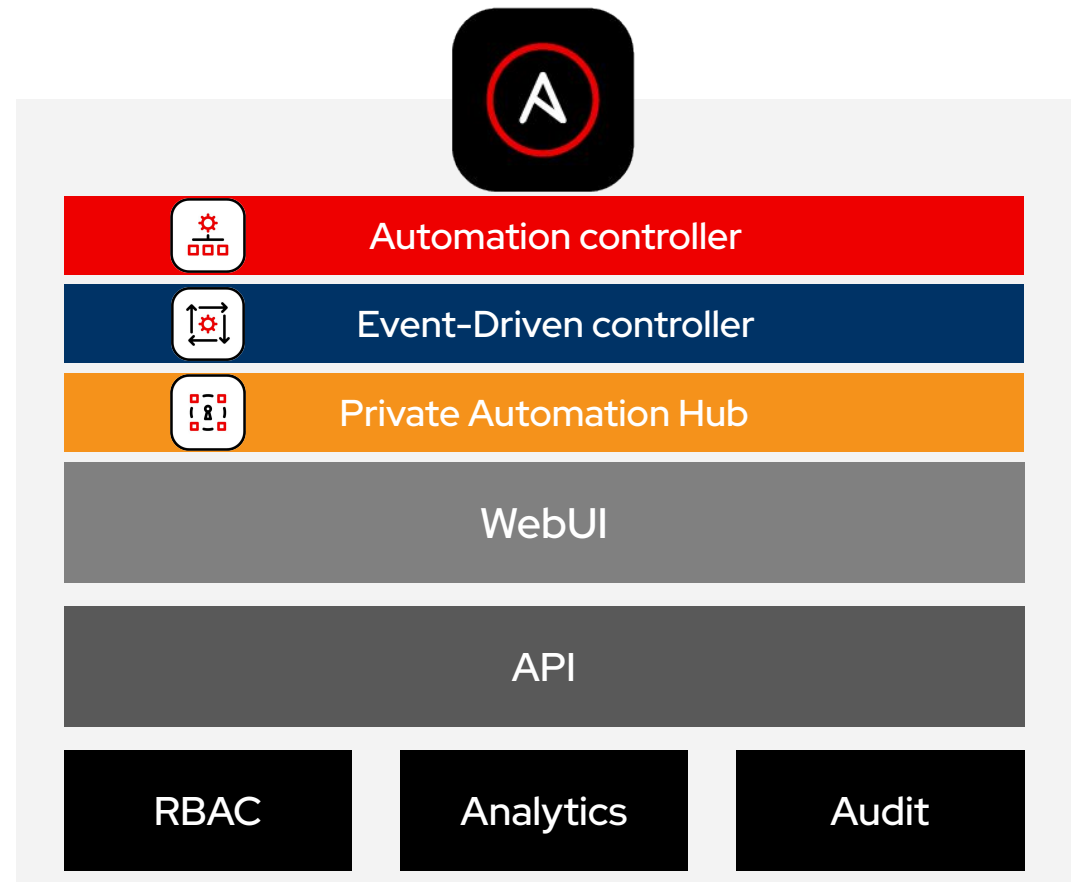 Automation controller
Event-Driven controller
Private Automation Hub
WebUI
API
RBAC
Analytics
Audit